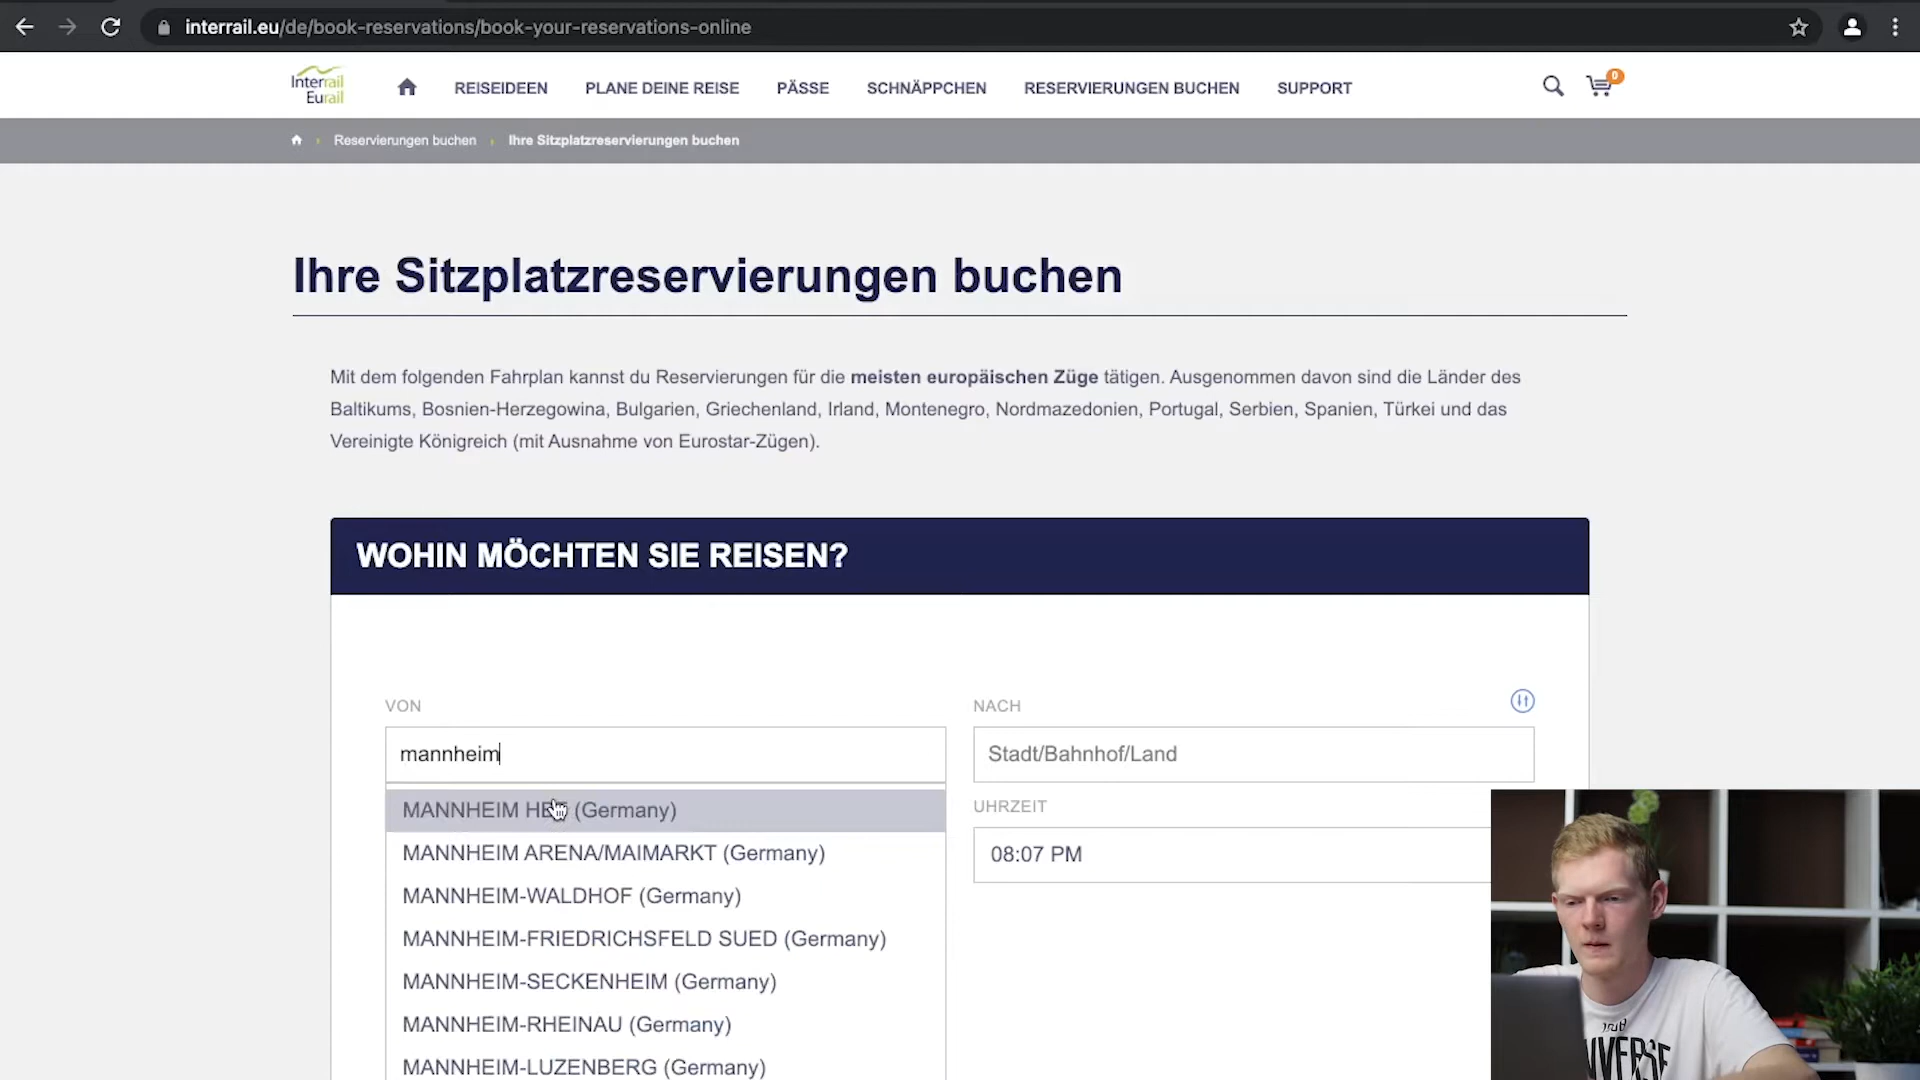 interrail.eu/de/book-reservations/book-your-reservations-online
Interrail
Eurail
REISEIDEEN
PLANE DEINE REISE
PÄSSE
SCHNÄPPCHEN
RESERVIERUNGEN BUCHEN
SUPPORT
0
Reservierungen buchen
Ihre Sitzplatzreservierungen buchen
Ihre Sitzplatzreservierungen buchen
Mit dem folgenden Fahrplan kannst du Reservierungen für die meisten europäischen Züge tätigen. Ausgenommen davon sind die Länder des
Baltikums, Bosnien-Herzegowina, Bulgarien, Griechenland, Irland, Montenegro, Nordmazedonien, Portugal, Serbien, Spanien, Türkei und das
Vereinigte Königreich (mit Ausnahme von Eurostar-Zügen).
WOHIN MÖCHTEN SIE REISEN?
VON
NACH
mannheim
Stadt/Bahnhof/Land
MANNHEIM (Germany)
UHRZEIT
MANNHEIM ARENA/MAIMARKT (Germany)
08:07 PM
MANNHEIM-WALDHOF (Germany)
MANNHEIM-FRIEDRICHSFELD SUED (Germany)
MANNHEIM-SECKENHEIM (Germany)
MANNHEIM-RHEINAU (Germany)
MANNHEIM-LUZENBERG (Germany)